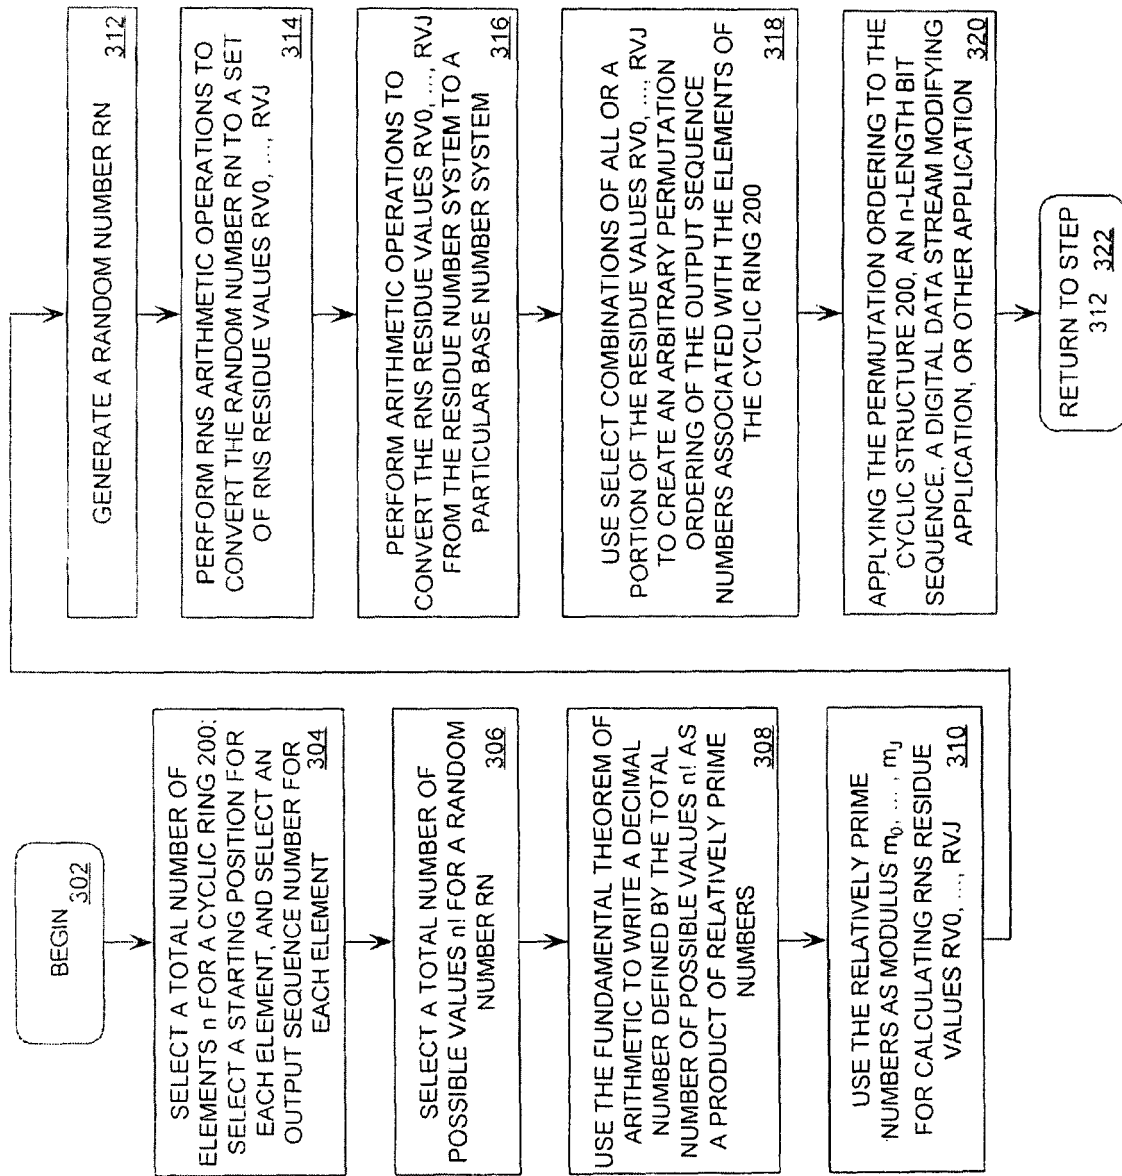 BEGIN
302
SELECT A TOTAL NUMBER OF
ELEMENTS n FOR A CYCLIC RING 200;
SELECT A STARTING POSITION FOR
EACH ELEMENT, AND SELECT AN
OUTPUT SEQUENCE NUMBER FOR
EACH ELEMENT 304
SELECT A TOTAL NUMBER OF
POSSIBLE VALUES n! FOR A RANDOM
NUMBER RN 306
USE THE FUNDAMENTAL THEOREM OF
ARITHMETIC TO WRITE A DECIMAL
NUMBER DEFINED BY THE TOTAL
NUMBER OF POSSIBLE VALUES n! AS
A PRODUCT OF RELATIVELY PRIME
NUMBERS 308
USE THE RELATIVELY PRIME
NUMBERS AS MODULUS m0, ... , mJ
FOR CALCULATING RNS RESIDUE
VALUES RV0, ..., RVJ 310
GENERATE A RANDOM NUMBER RN
312
PERFORM RNS ARITHMETIC OPERATIONS TO
CONVERT THE RANDOM NUMBER RN TO A SET
OF RNS RESIDUE VALUES RV0, ..., RVJ 314
PERFORM ARITHMETIC OPERATIONS TO
CONVERT THE RNS RESIDUE VALUES RV0, ..., RVJ
FROM THE RESIDUE NUMBER SYSTEM TO A
PARTICULAR BASE NUMBER SYSTEM 316
USE SELECT COMBINATIONS OF ALL OR A
PORTION OF THE RESIDUE VALUES RV0, ..., RVJ
TO CREATE AN ARBITRARY PERMUTATION
ORDERING OF THE OUTPUT SEQUENCE
NUMBERS ASSOCIATED WITH THE ELEMENTS OF
THE CYCLIC RING 200 318
APPLYING THE PERMUTATION ORDERING TO THE
CYCLIC STRUCTURE 200, AN n-LENGTH BIT
SEQUENCE, A DIGITAL DATA STREAM MODIFYING
APPLICATION, OR OTHER APPLICATION 320
RETURN TO STEP
312 322